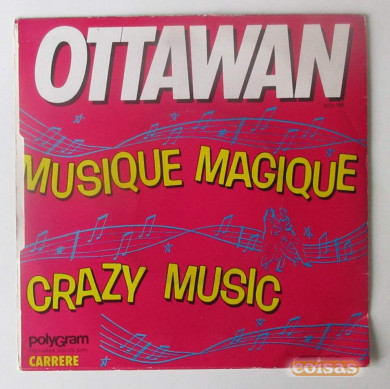 OTTAWAN
MUSIQUE MAGIQUE
CRAZY MUSIC
polyGram
CARRERE
coisas